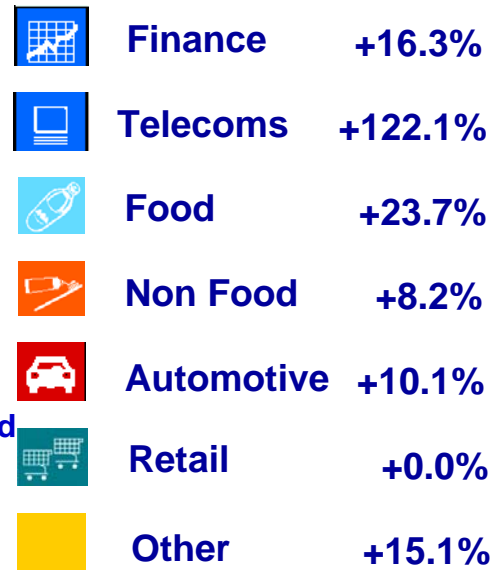 Finance +16.3%
Telecoms +122.1%
Food +23.7%
Non Food +8.2%
Automotive +10.1%
d
Retail +0.0%
Other +15.1%